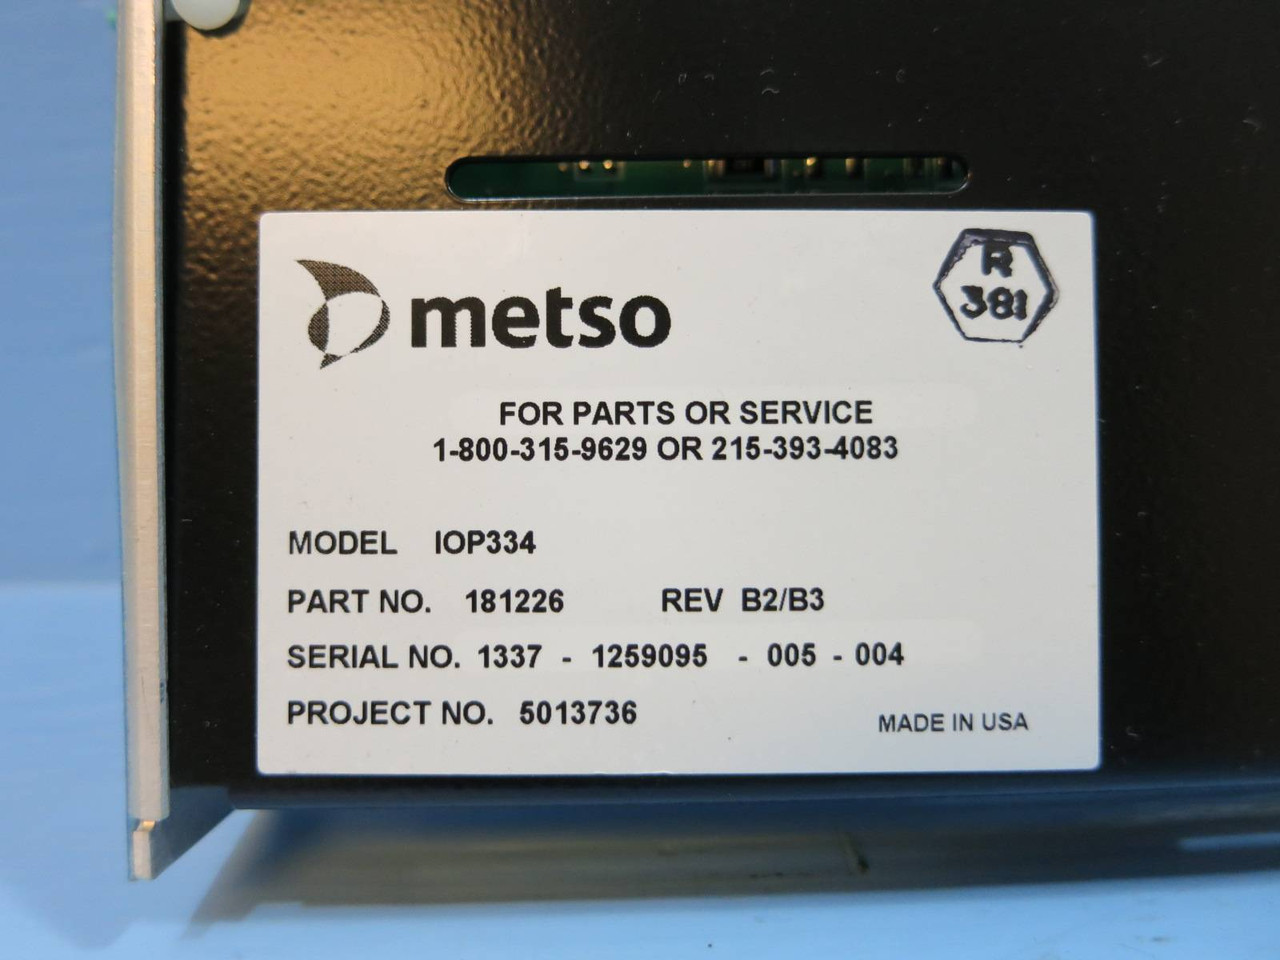 metso
R
381
FOR PARTS OR SERVICE
1-800-315-9629 OR 215-393-4083
MODEL IOP334
PART NO. 181226 REV B2/B3
SERIAL NO. 1337 - 1259095 - 005 - 004
PROJECT NO. 5013736
MADE IN USA